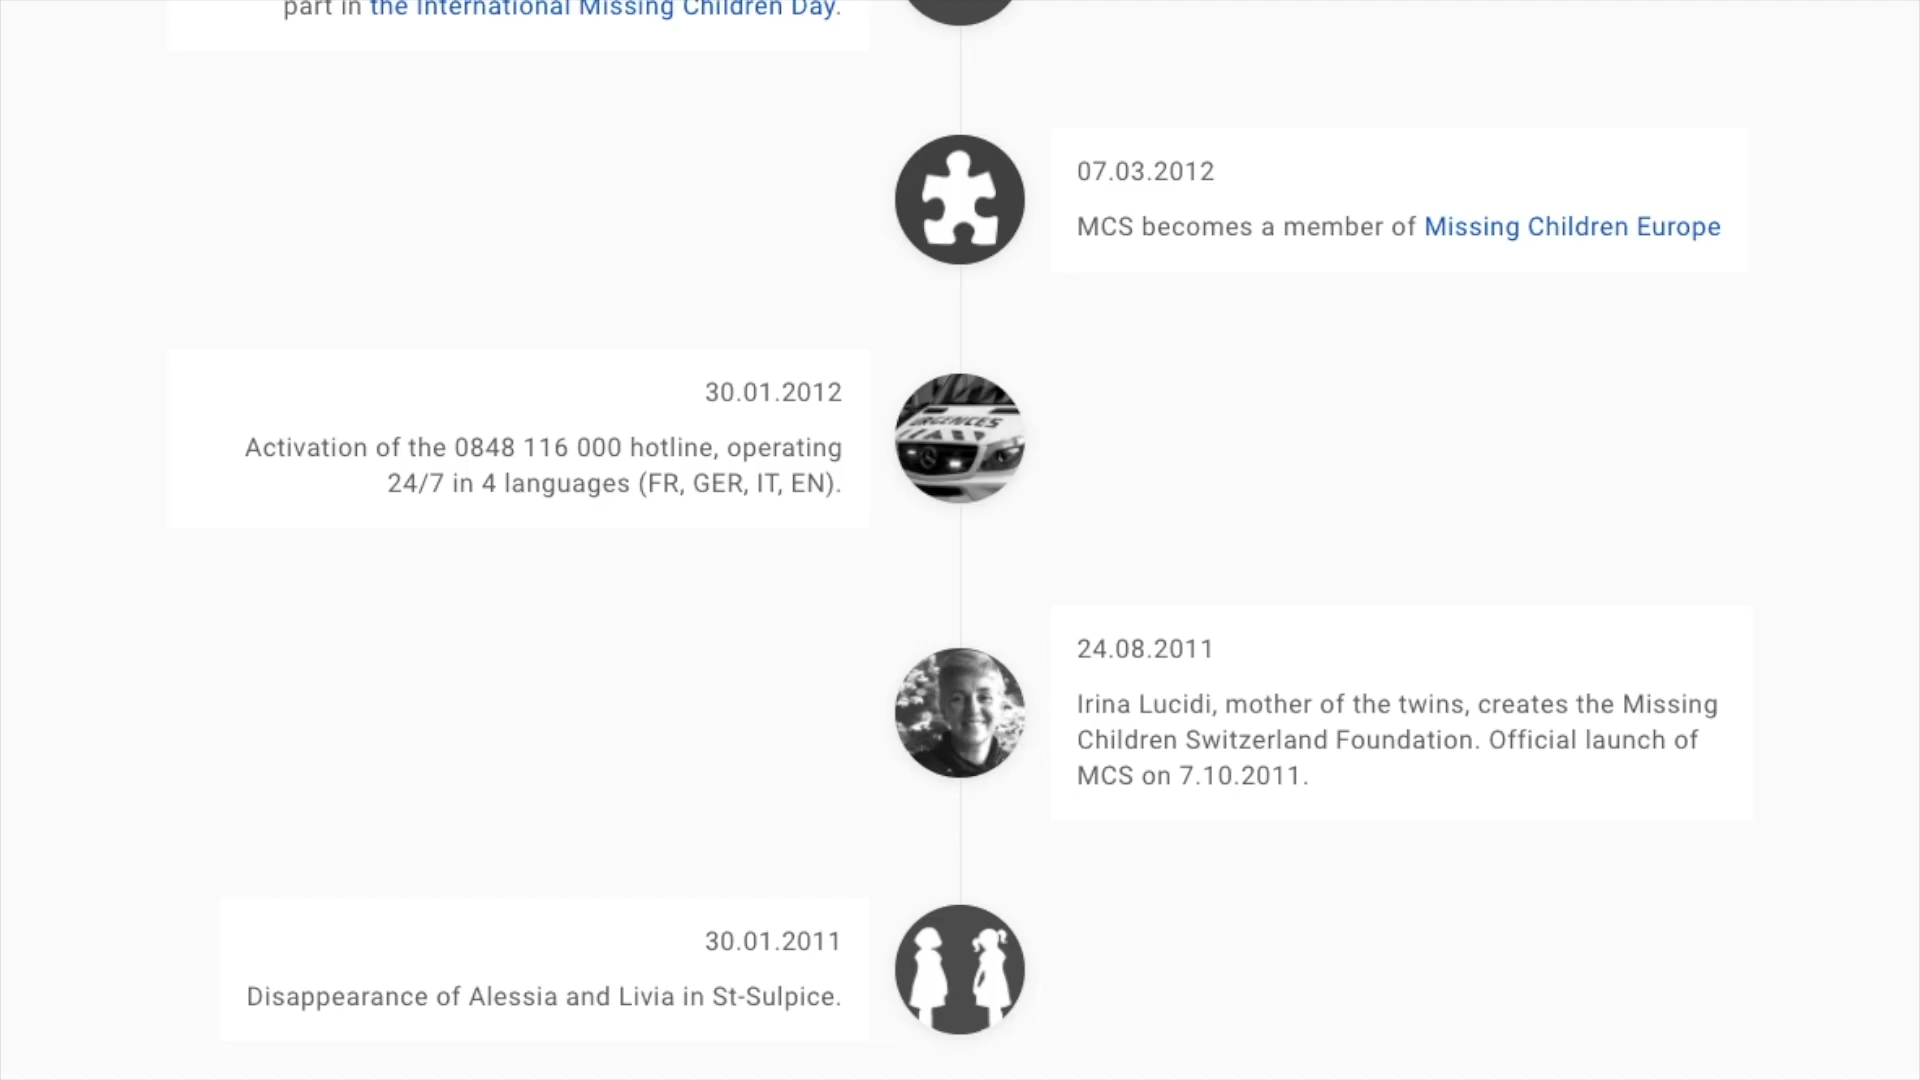 part in the International Missing Children Day.
07.03.2012
MCS becomes a member of Missing Children Europe
30.01.2012
Activation of the 0848 116 000 hotline, operating
24/7 in 4 languages (FR, GER, IT, EN).
URGENCES
24.08.2011
Irina Lucidi, mother of the twins, creates the Missing
Children Switzerland Foundation. Official launch of
MCS on 7.10.2011.
30.01.2011
Disappearance of Alessia and Livia in St-Sulpice.